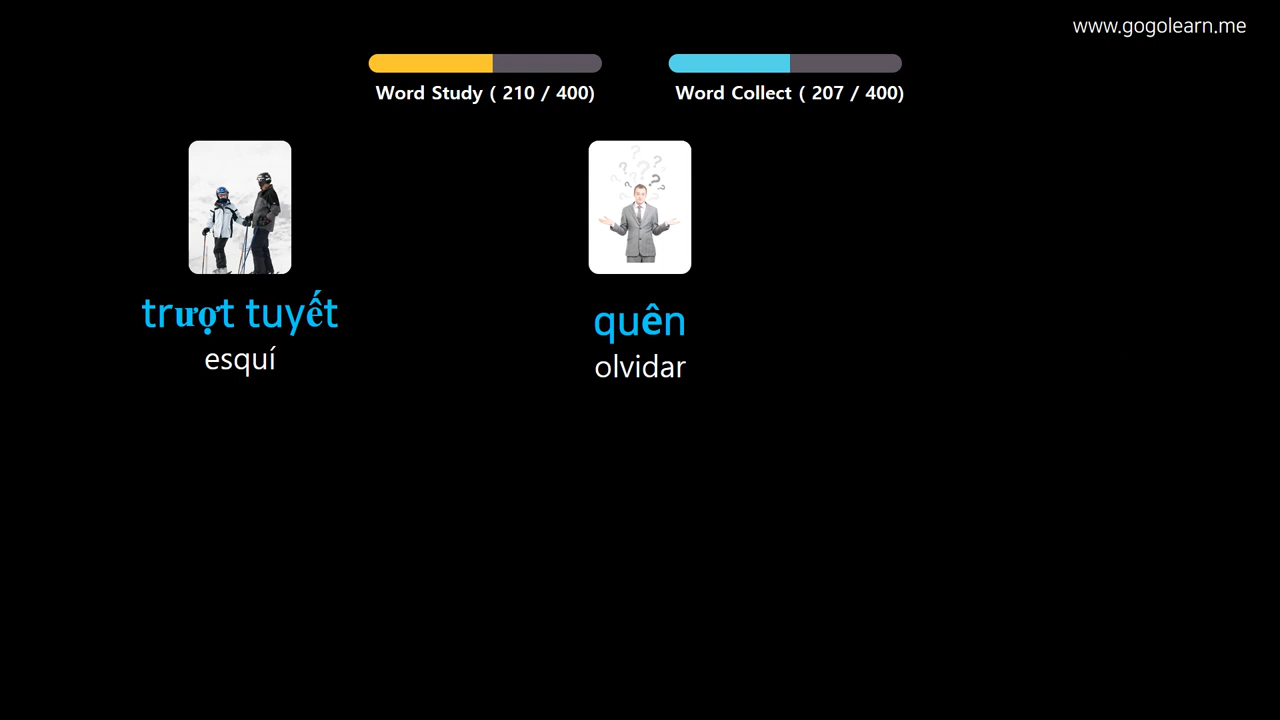 www.gogolearn.me
Word Study ( 210 / 400)
Word Collect ( 207 / 400)
trượt tuyết
esquí
quên
olvidar